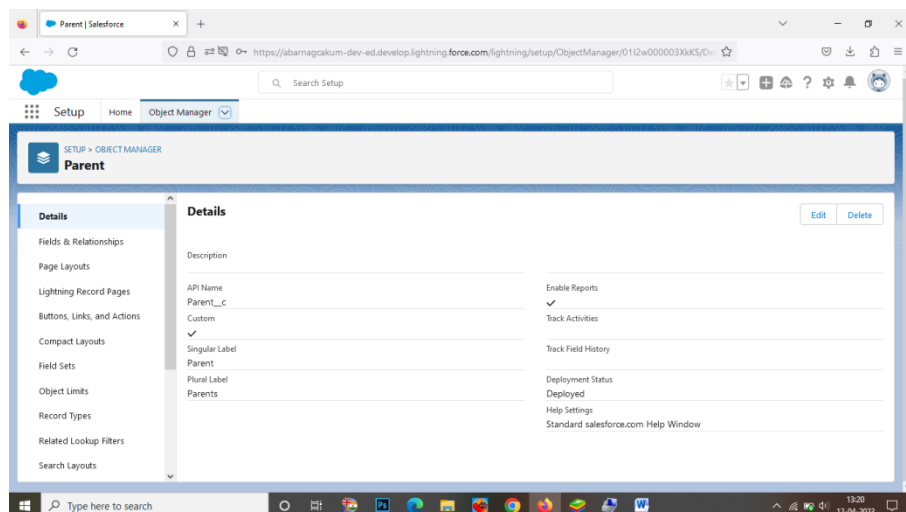 Parent | Salesforce
https://abarnagcakum-dev-ed.develop.lightning.force.com/lightning/setup/ObjectManager/
Search Setup
Setup Home Object Manager
SETUP > OBJECT MANAGER
Parent
Details
Fields & Relationships
Page Layouts
Lightning Record Pages
Buttons, Links, and Actions
Compact Layouts
Field Sets
Object Limits
Record Types
Related Lookup Filters
Search Layouts
Details
Edit Delete
Description
API Name
Parent__c
Custom
Singular Label
Parent
Plural Label
Parents
Enable Reports
Track Activities
Track Field History
Deployment Status
Deployed
Help Settings
Standard salesforce.com Help Window
Type here to search
Ps
W
13:20